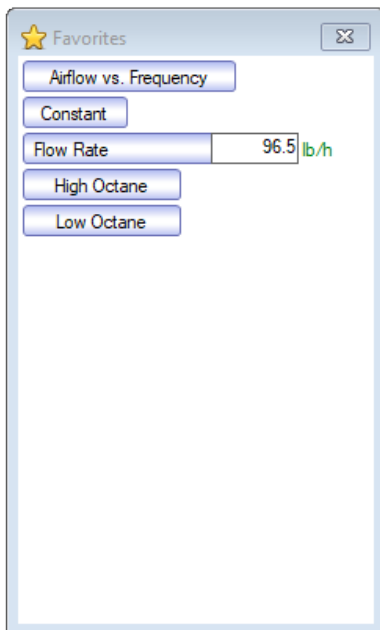 Favorites
Airflow vs. Frequency
Constant
Flow Rate 96.5 lb/h
High Octane
Low Octane